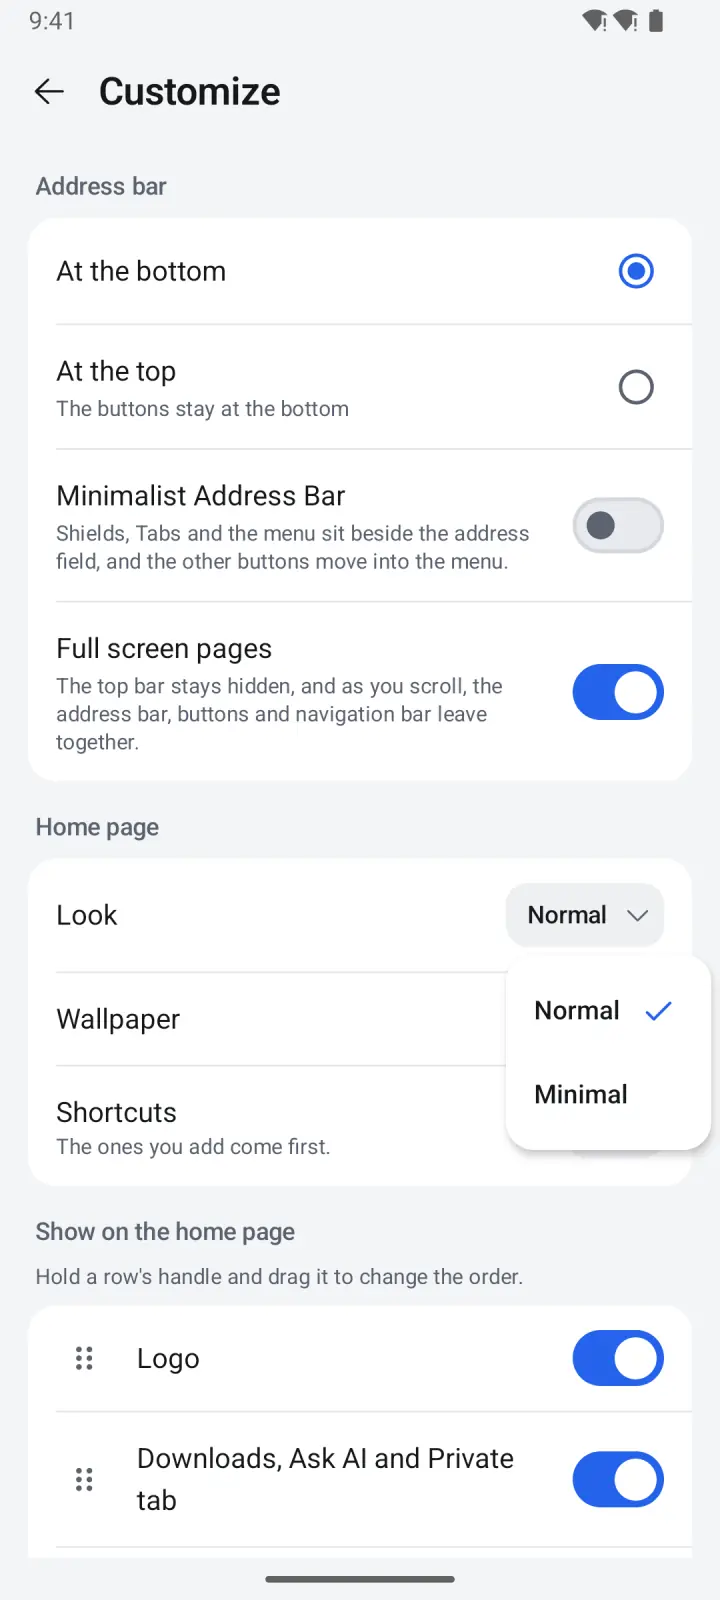 9:41
Customize
Address bar
At the bottom
At the top
The buttons stay at the bottom
Minimalist Address Bar
Shields, Tabs and the menu sit beside the address
field, and the other buttons move into the menu.
Full screen pages
The top bar stays hidden, and as you scroll, the
address bar, buttons and navigation bar leave
together.
Home page
Look
Normal
Normal
Wallpaper
Minimal
Shortcuts
The ones you add come first.
Show on the home page
Hold a row's handle and drag it to change the order.
Logo
Downloads, Ask AI and Private
tab